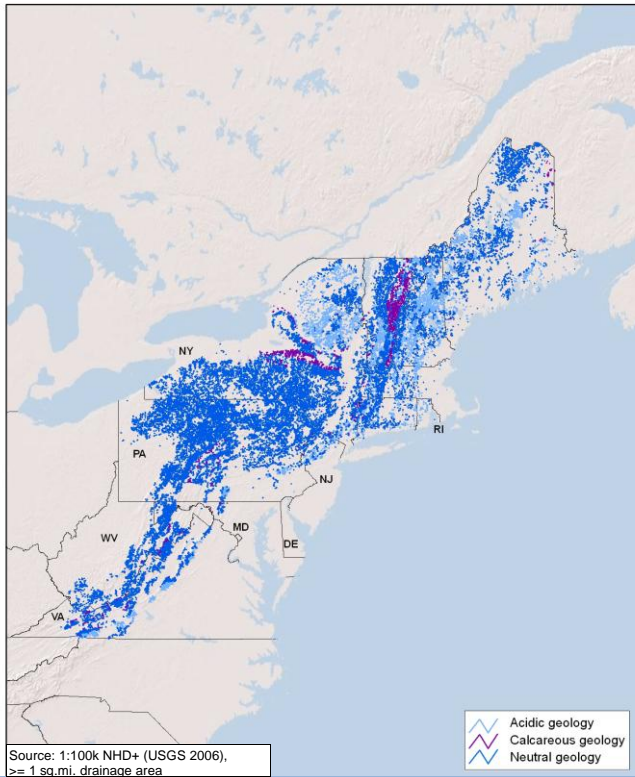 NY
RI
PA
NJ
WV
MD
DE
VA
Acidic geology
Calcareous geology
Neutral geology
Source: 1:100k NHD+ (USGS 2006),
>= 1 sq.mi. drainage area